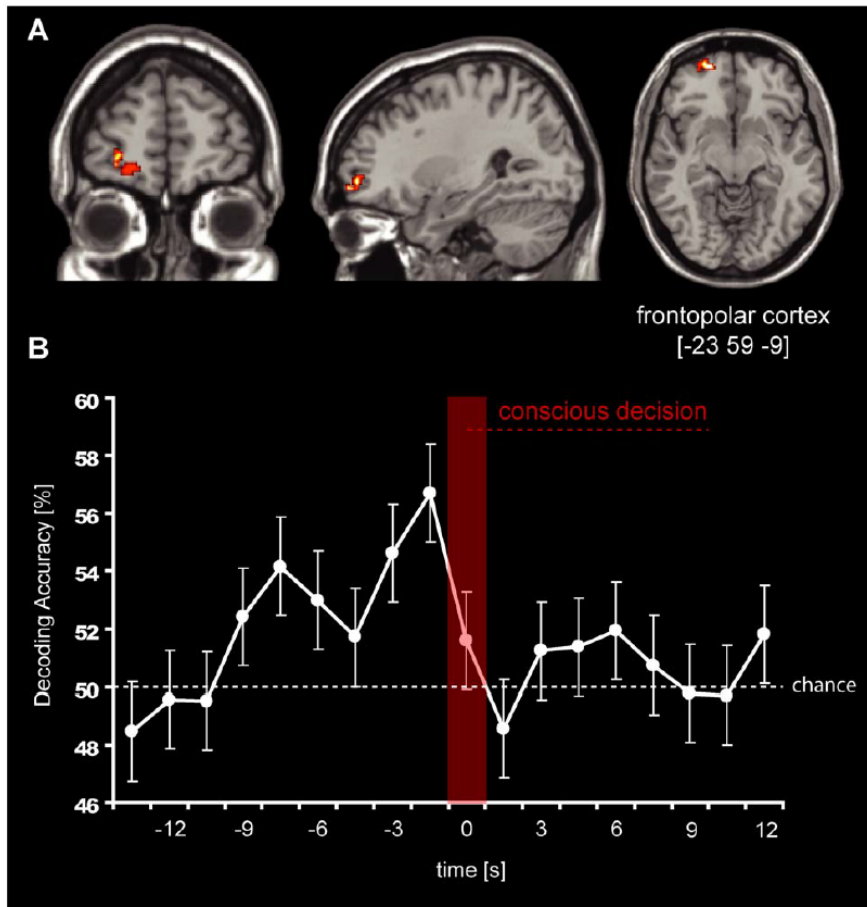 A
frontopolar cortex
[-23 59 -9]
B
conscious decision
60
58
56
54
52
50
48
46
Decoding Accuracy [%]
chance
-12 -9 -6 -3 0 3 6 9 12
time [s]